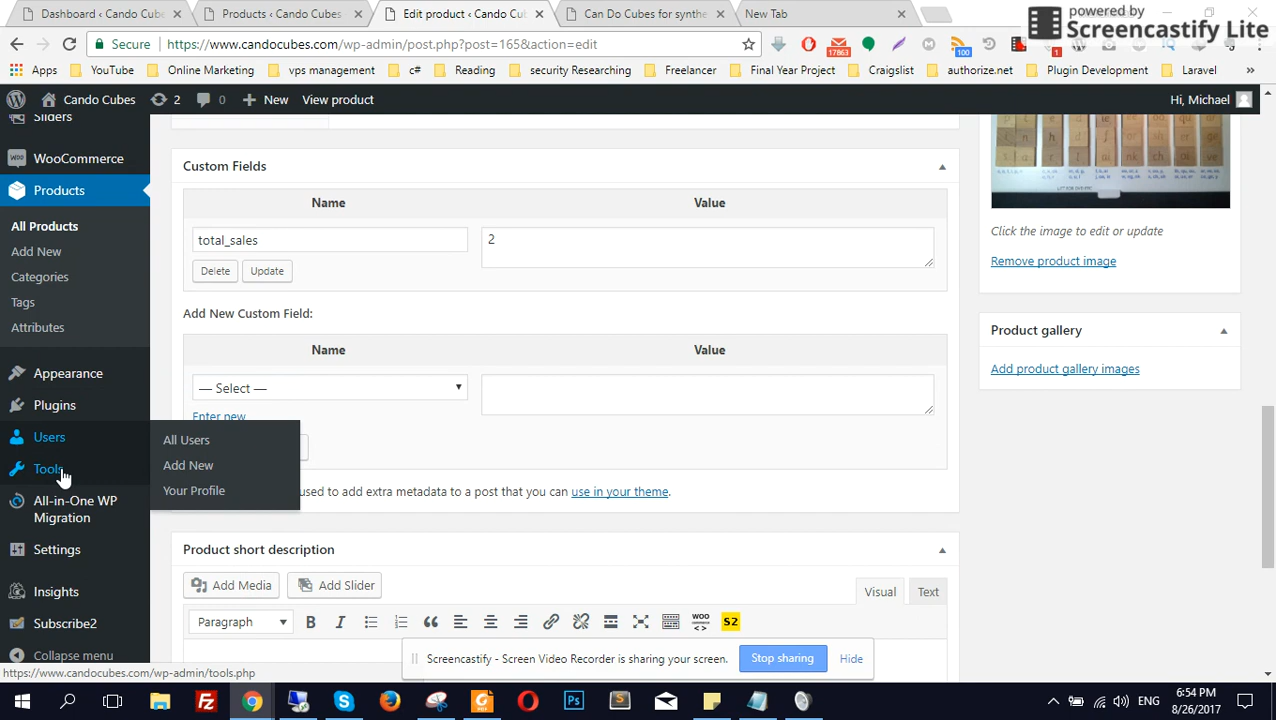 Dashboard ‹ Cando Cube
Products ‹ Cando Cubes
Edit product ‹ Cando Cu
Can Do Cubes for synthe
New Tab
powered by
Screencastify Lite
Secure
https://www.candocubes
/wp-admin/post.php?post=165&action=edit
17863
100
1
Apps
YouTube
Online Marketing
vps management
c#
Reading
security Researching
Freelancer
Final Year Project
Craigslist
authorize.net
Plugin Development
Laravel
»
Cando Cubes
2
0
New
View product
Hi, Michael
Sliders
WooCommerce
Products
All Products
Add New
Categories
Tags
Attributes
Appearance
Plugins
Users
Tools
All-in-One WP
Migration
Settings
Insights
Subscribe2
Collapse menu
All Users
Add New
Your Profile
Custom Fields
Name
Value
total_sales
2
Delete
Update
Add New Custom Field:
Name
Value
— Select —
Enter new
used to add extra metadata to a post that you can use in your theme.
Product short description
Add Media
Add Slider
Visual
Text
Paragraph
B
I
WOO
S2
Click the image to edit or update
Remove product image
Product gallery
Add product gallery images
Screencastify - Screen Video Recorder is sharing your screen.
Stop sharing
Hide
https://www.candocubes.com/wp-admin/tools.php
ENG
6:54 PM
8/26/2017